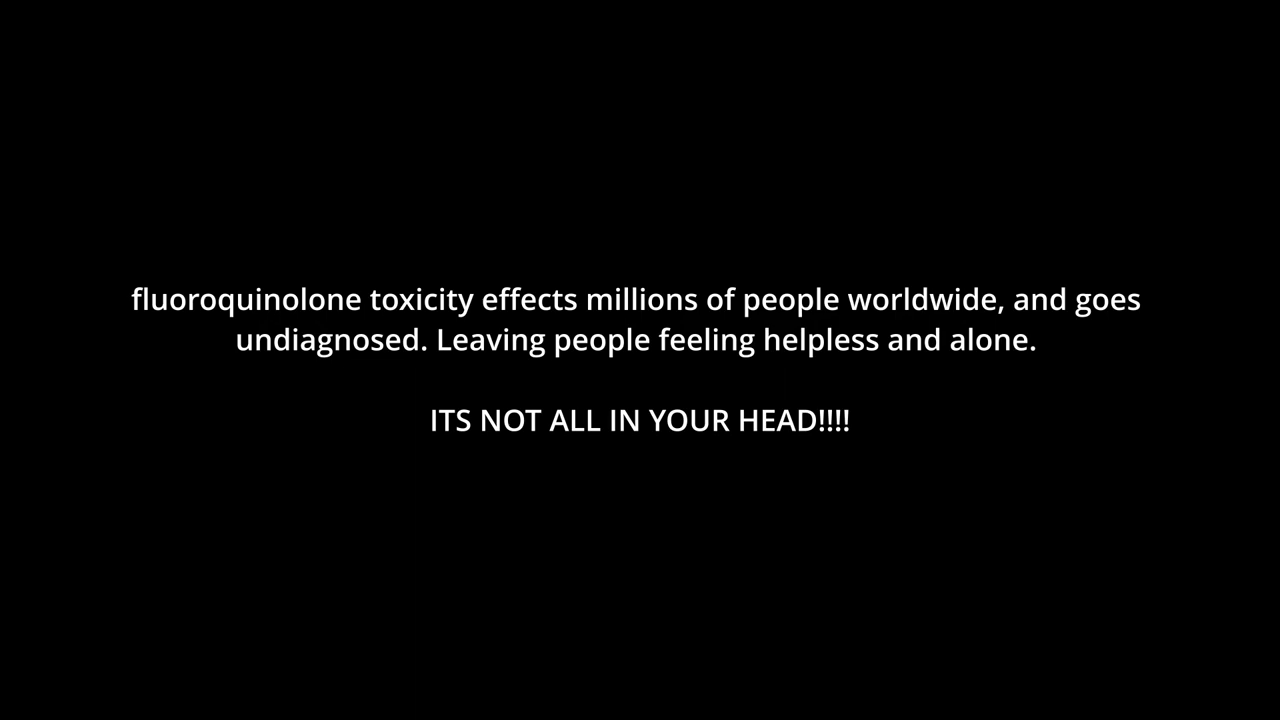 fluoroquinolone toxicity effects millions of people worldwide, and goes
undiagnosed. Leaving people feeling helpless and alone.
ITS NOT ALL IN YOUR HEAD!!!!